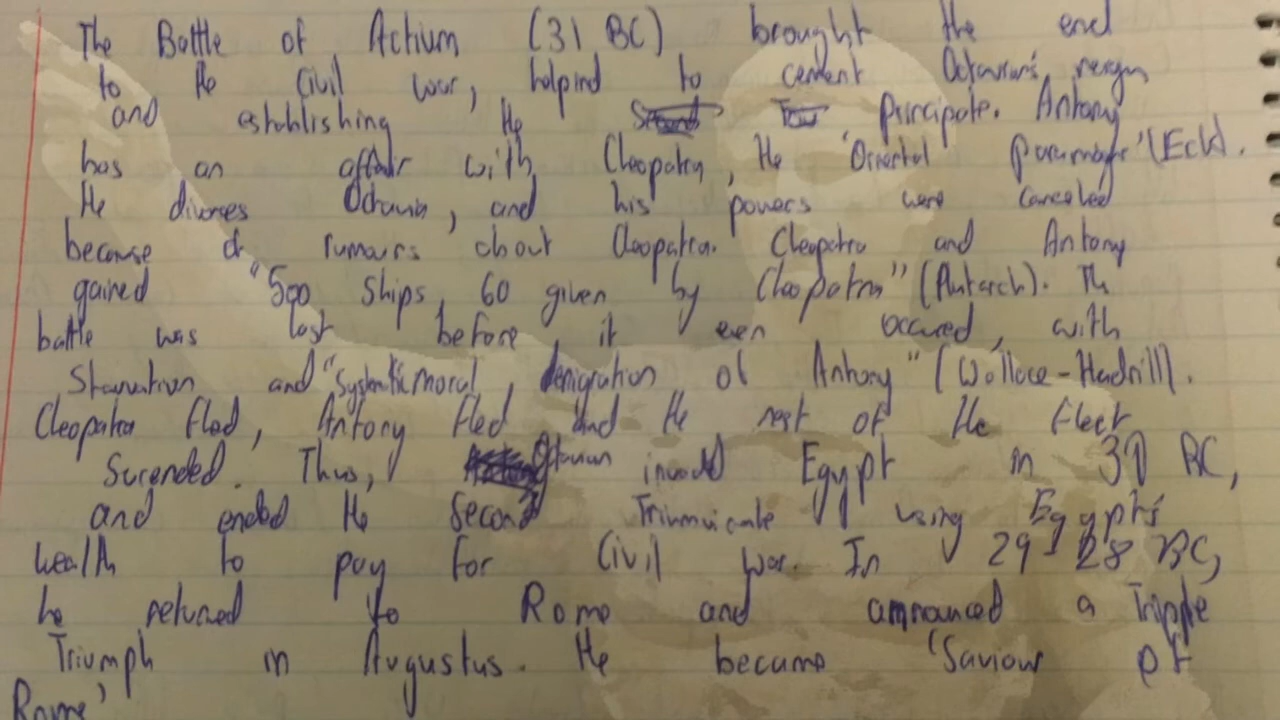 The Battle of Actium (31 BC) brought the end
to the Civil war, helpind to cement Octavian's reign
and establishing the principate. Antony
has an affair with Cleopatra, the 'Oriental paramour' (Eck).
He divorces Octavia, and his powers were canceled
because of rumours about Cleopatra. Cleopatra and Antony
gained "500 ships, 60 given by Cleopatra" (Plutarch). Th
battle was lost before it even occured, with
Starvation and "Systematic moral denigration of Antony" (Wallace-Hadrill).
Cleopatra fled, Antony fled and the rest of the fleet
Surended. Thus, Octavian invaded Egypt in 30 BC,
and ended the Second Triumvirate using Egypt's
wealth to pay for Civil war. In 29-28 BC,
he returned to Rome and announced a Tripple
Triumph in Augustus. He became 'Saviour of
Rome'